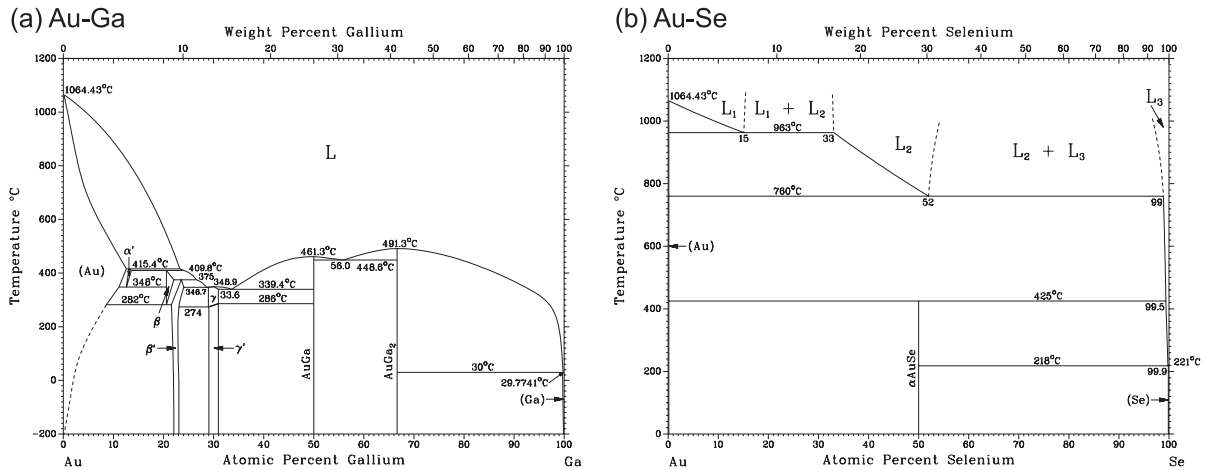 (a) Au-Ga
Weight Percent Gallium
0 10 20 30 40 50 60 70 80 90 100
Temperature °C
1200
1000
800
600
400
200
0
-200
1064.43°C
L
α'
(Au)
415.4°C
409.8°C
375
348°C
346.7
348.9
282°C
β
274
γ
33.6
339.4°C
286°C
461.3°C
56.0
448.6°C
491.3°C
β'
γ'
AuGa
AuGa2
30°C
29.7741°C
(Ga)
0 10 20 30 40 50 60 70 80 90 100
Au
Atomic Percent Gallium
Ga
(b) Au-Se
Weight Percent Selenium
0 10 20 30 40 50 60 70 80 90 100
Temperature °C
1200
1000
800
600
400
200
0
1064.43°C
L1
L1 + L2
L3
963°C
15
33
L2
L2 + L3
760°C
52
99
(Au)
425°C
99.5
αAuSe
218°C
221°C
99.9
(Se)
0 10 20 30 40 50 60 70 80 90 100
Au
Atomic Percent Selenium
Se